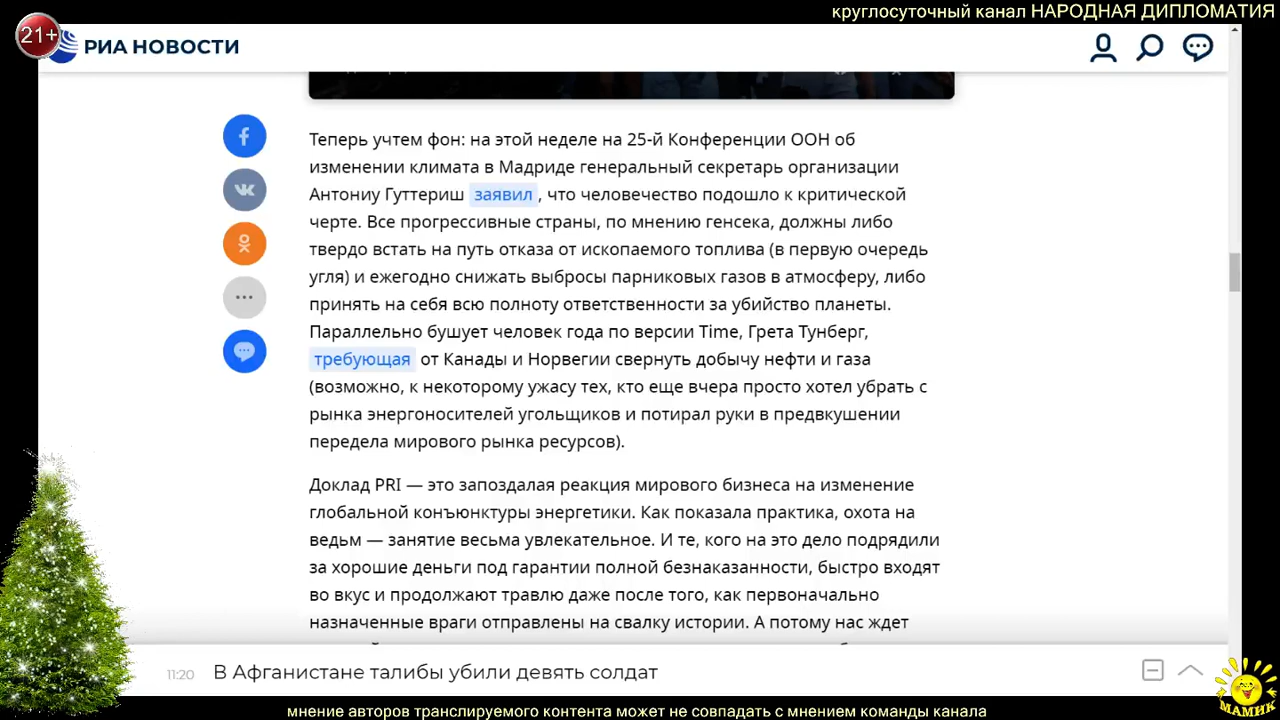 круглосуточный канал НАРОДНАЯ ДИПЛОМАТИЯ
21+
РИА НОВОСТИ
Теперь учтем фон: на этой неделе на 25-й Конференции ООН об
изменении климата в Мадриде генеральный секретарь организации
Антониу Гуттериш заявил, что человечество подошло к критической
черте. Все прогрессивные страны, по мнению генсека, должны либо
твердо встать на путь отказа от ископаемого топлива (в первую очередь
угля) и ежегодно снижать выбросы парниковых газов в атмосферу, либо
принять на себя всю полноту ответственности за убийство планеты.
Параллельно бушует человек года по версии Time, Грета Тунберг,
требующая от Канады и Норвегии свернуть добычу нефти и газа
(возможно, к некоторому ужасу тех, кто еще вчера просто хотел убрать с
рынка энергоносителей угольщиков и потирал руки в предвкушении
передела мирового рынка ресурсов).
Доклад PRI — это запоздалая реакция мирового бизнеса на изменение
глобальной конъюнктуры энергетики. Как показала практика, охота на
ведьм — занятие весьма увлекательное. И те, кого на это дело подрядили
за хорошие деньги под гарантии полной безнаказанности, быстро входят
во вкус и продолжают травлю даже после того, как первоначально
назначенные враги отправлены на свалку истории. А потому нас ждет
11:20 В Афганистане талибы убили девять солдат
МАМИК
мнение авторов транслируемого контента может не совпадать с мнением команды канала